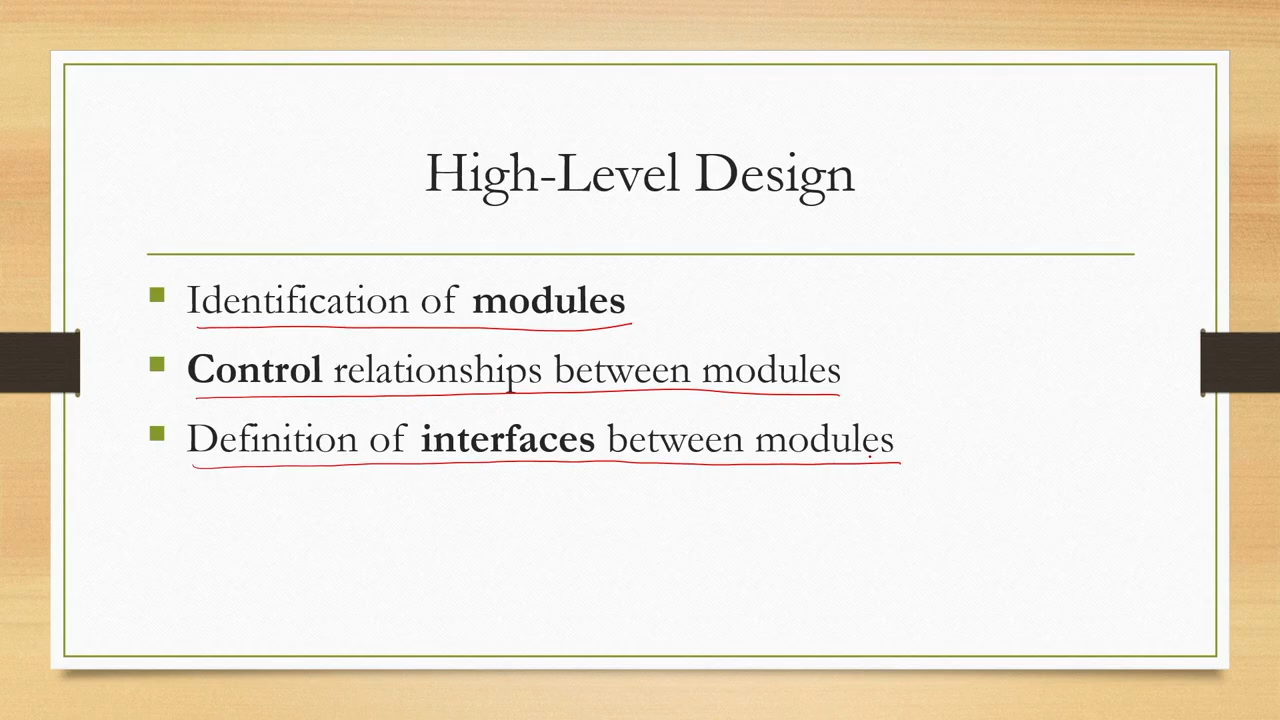 High-Level Design
Identification of modules
Control relationships between modules
Definition of interfaces between modules